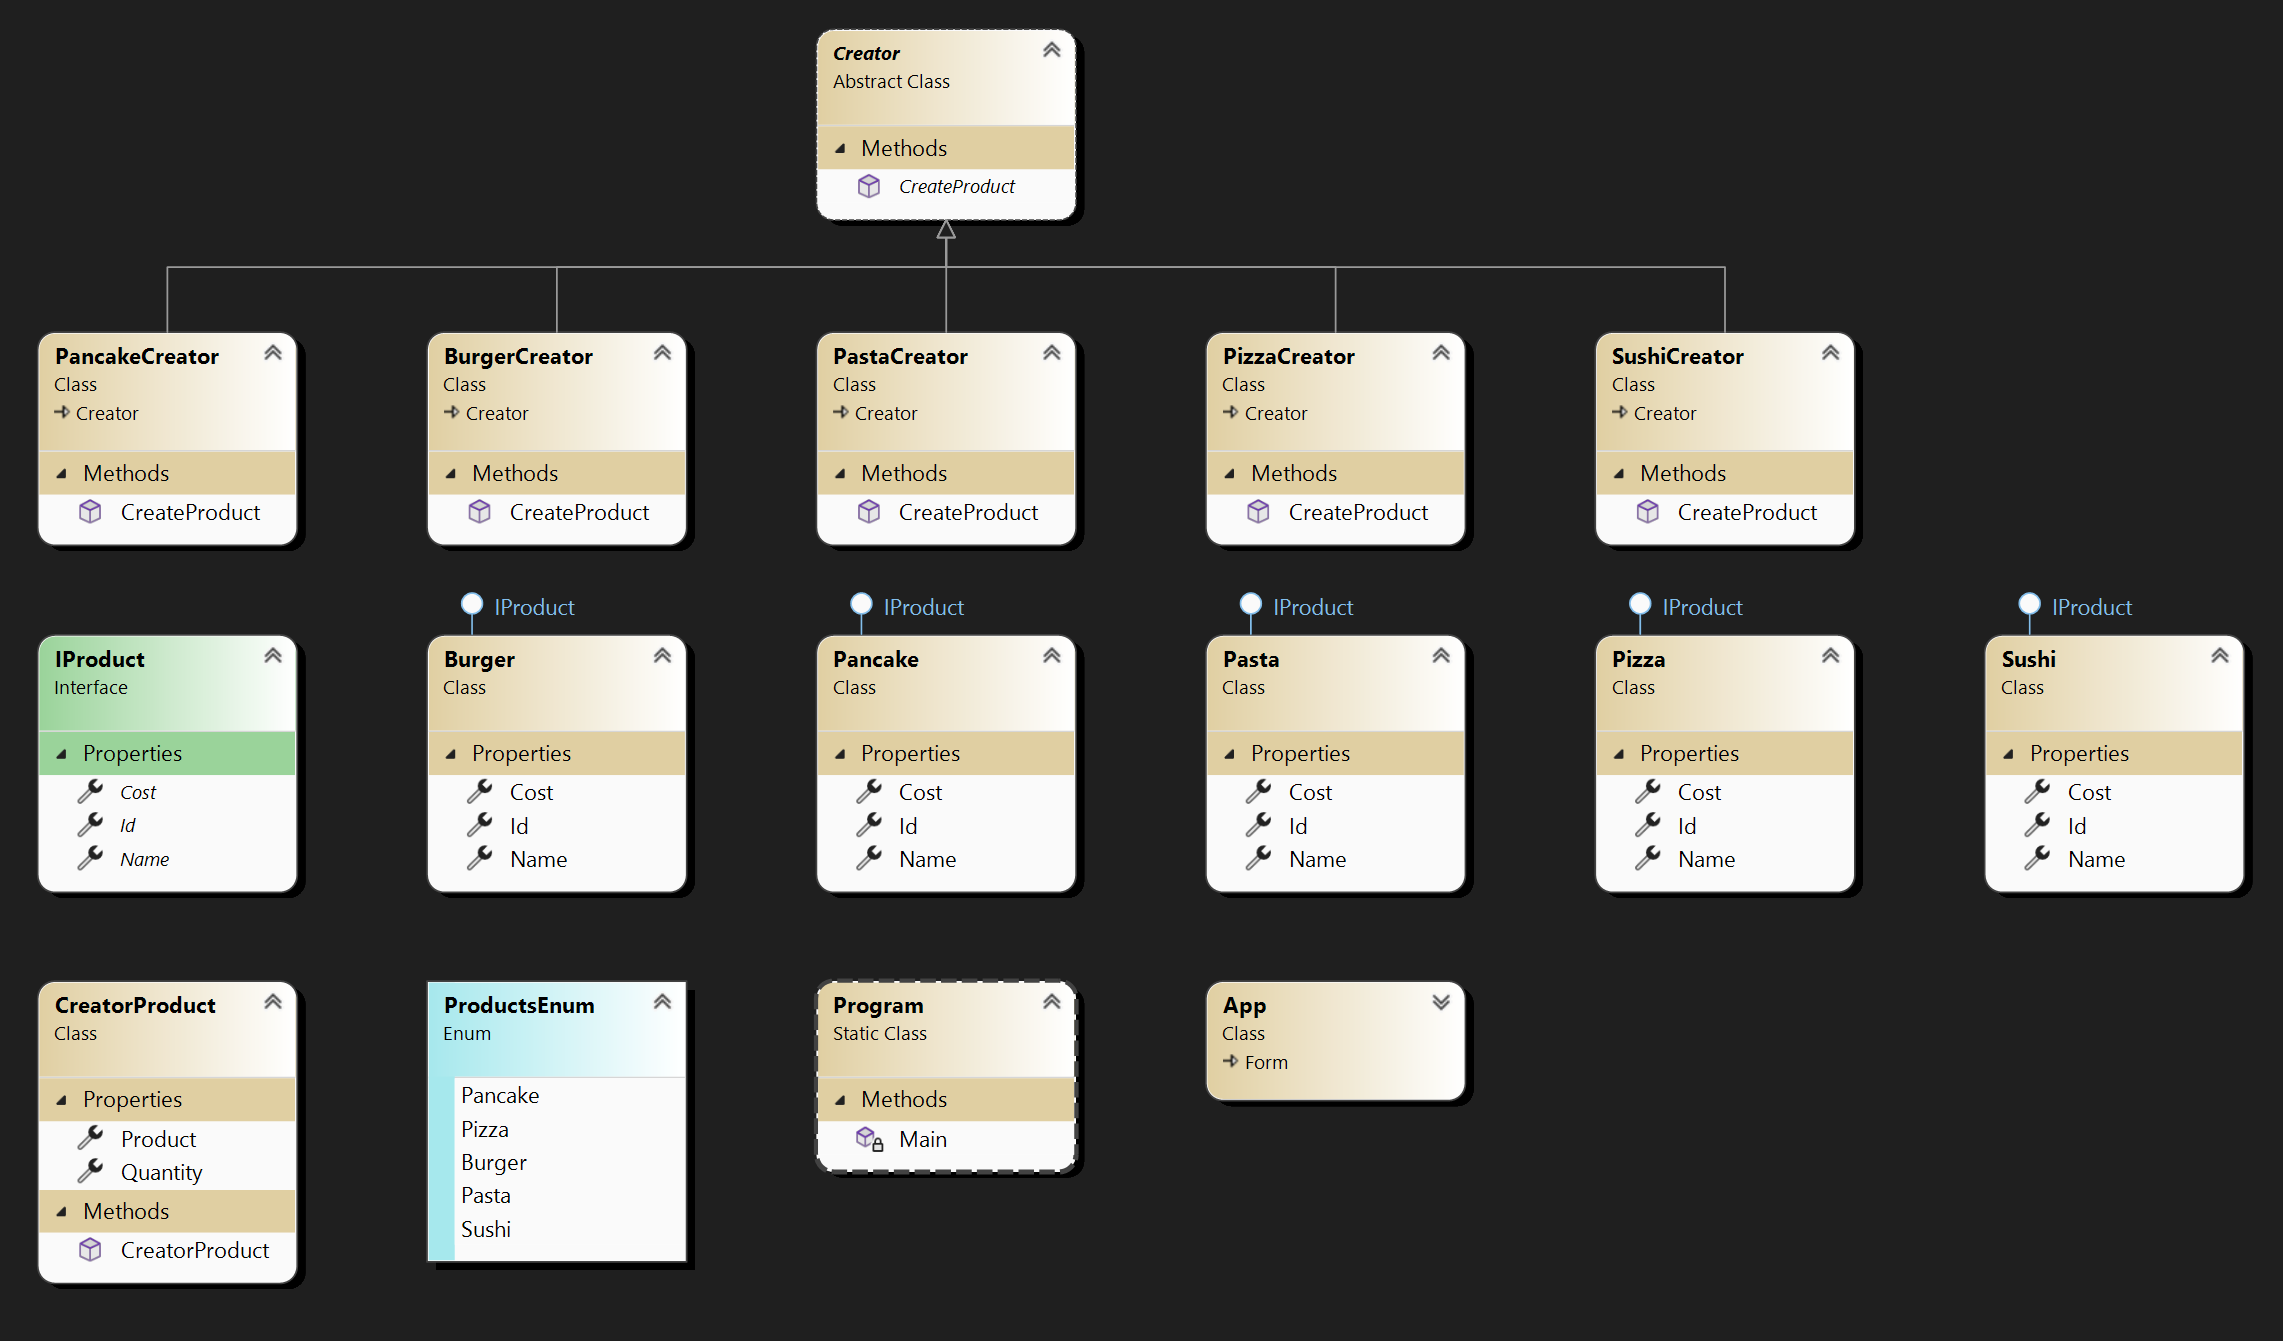 Creator
Abstract Class
Methods
CreateProduct
PancakeCreator
Class
Creator
Methods
CreateProduct
BurgerCreator
Class
Creator
Methods
CreateProduct
PastaCreator
Class
Creator
Methods
CreateProduct
PizzaCreator
Class
Creator
Methods
CreateProduct
SushiCreator
Class
Creator
Methods
CreateProduct
IProduct
Interface
Properties
Cost
Id
Name
IProduct
Burger
Class
Properties
Cost
Id
Name
IProduct
Pancake
Class
Properties
Cost
Id
Name
IProduct
Pasta
Class
Properties
Cost
Id
Name
IProduct
Pizza
Class
Properties
Cost
Id
Name
IProduct
Sushi
Class
Properties
Cost
Id
Name
CreatorProduct
Class
Properties
Product
Quantity
Methods
CreatorProduct
ProductsEnum
Enum
Pancake
Pizza
Burger
Pasta
Sushi
Program
Static Class
Methods
Main
App
Class
Form